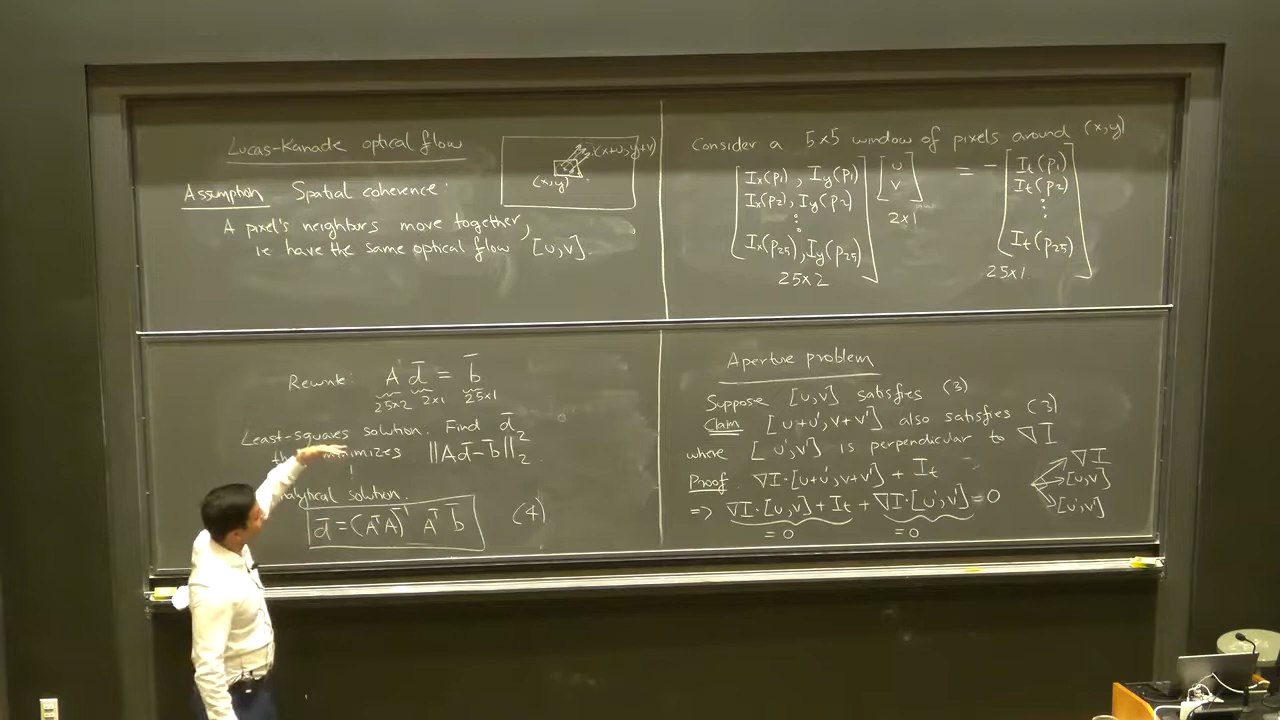 Lucas-Kanade optical flow
Assumption Spatial coherence:
A pixel's neighbors move together,
ie have the same optical flow [u,v].
(x+u,y+v)
(x,y)
Consider a 5x5 window of pixels around (x,y)
[Ix(p1), Iy(p1) [u = - [It(p1)
Ix(p2), Iy(p2) v] It(p2)
⋮ 2x1 ⋮
Ix(p25), Iy(p25)] It(p25)]
25x2 25x1
Rewrite: A d̄ = b̄
25x2 2x1 25x1
Least-squares solution. Find d̄
minimizes ||Ad̄-b̄||₂²
solution.
d̄ = (AᵀA)⁻¹ Aᵀ b̄ (4)
Aperture problem
Suppose [u,v] satisfies (3)
Claim [u+u', v+v'] also satisfies (3)
where [u',v'] is perpendicular to ∇I
Proof. ∇I·[u+u', v+v'] + It
=> ∇I·[u,v] + It + ∇I·[u',v'] = 0
=0 =0
∇I
[u,v]
[u',v']